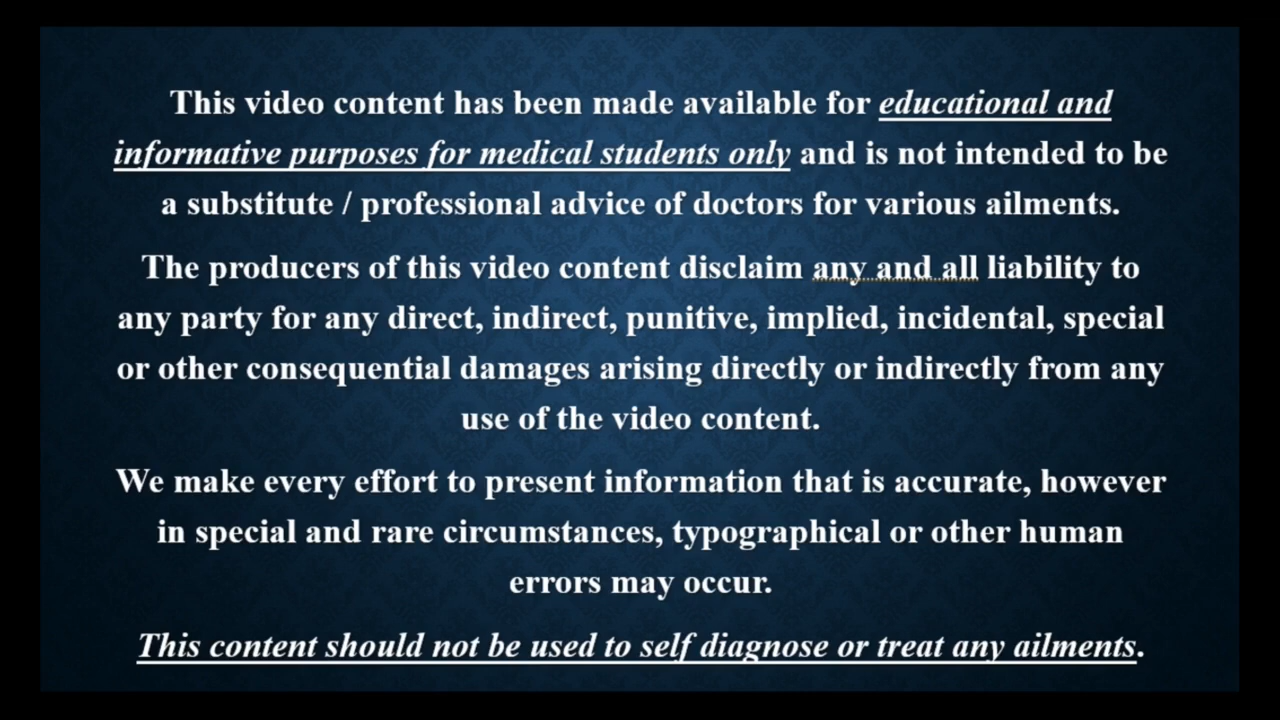 This video content has been made available for educational and
informative purposes for medical students only and is not intended to be
a substitute / professional advice of doctors for various ailments.
The producers of this video content disclaim any and all liability to
any party for any direct, indirect, punitive, implied, incidental, special
or other consequential damages arising directly or indirectly from any
use of the video content.
We make every effort to present information that is accurate, however
in special and rare circumstances, typographical or other human
errors may occur.
This content should not be used to self diagnose or treat any ailments.